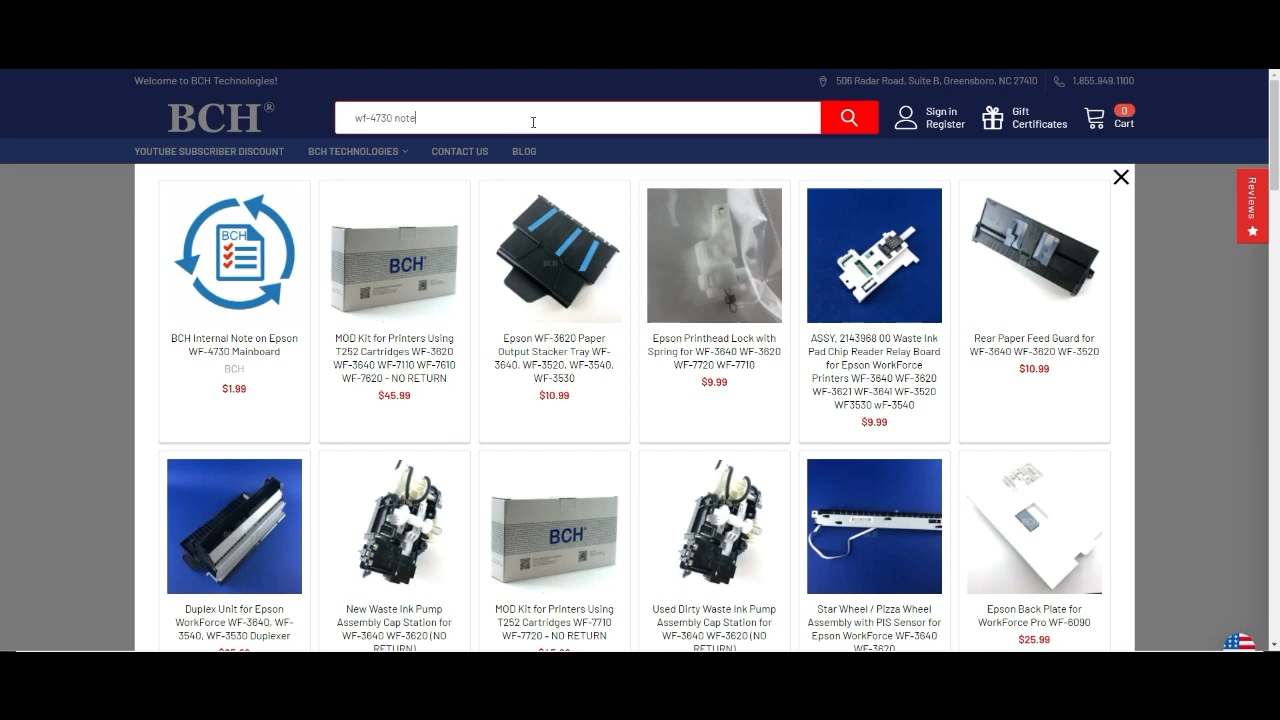 Welcome to BCH Technologies!
506 Radar Road, Suite B, Greensboro, NC 27410
1.855.949.1100
BCH®
wf-4730 note
Sign in
Register
Gift
Certificates
0
Cart
YOUTUBE SUBSCRIBER DISCOUNT
BCH TECHNOLOGIES
CONTACT US
BLOG
Reviews
BCH
BCH Internal Note on Epson
WF-4730 Mainboard
BCH
$1.99
BCH®
MOD Kit for Printers Using
T252 Cartridges WF-3620
WF-3640 WF-7110 WF-7610
WF-7620 - NO RETURN
$45.99
BCH
Epson WF-3620 Paper
Output Stacker Tray WF-
3640, WF-3520, WF-3540,
WF-3530
$10.99
Epson Printhead Lock with
Spring for WF-3640 WF-3620
WF-7720 WF-7710
$9.99
ASSY, 2143968 00 Waste Ink
Pad Chip Reader Relay Board
for Epson WorkForce
Printers WF-3640 WF-3620
WF-3621 WF-3641 WF-3520
WF3530 wF-3540
$9.99
Rear Paper Feed Guard for
WF-3640 WF-3620 WF-3520
$10.99
Duplex Unit for Epson
WorkForce WF-3640, WF-
3540, WF-3530 Duplexer
New Waste Ink Pump
Assembly Cap Station for
WF-3640 WF-3620 (NO
RETURN)
BCH®
MOD Kit for Printers Using
T252 Cartridges WF-7710
WF-7720 - NO RETURN
Used Dirty Waste Ink Pump
Assembly Cap Station for
WF-3640 WF-3620 (NO
RETURN)
Star Wheel / Pizza Wheel
Assembly with PIS Sensor for
Epson WorkForce WF-3640
WF-3620
Epson Back Plate for
WorkForce Pro WF-6090
$25.99